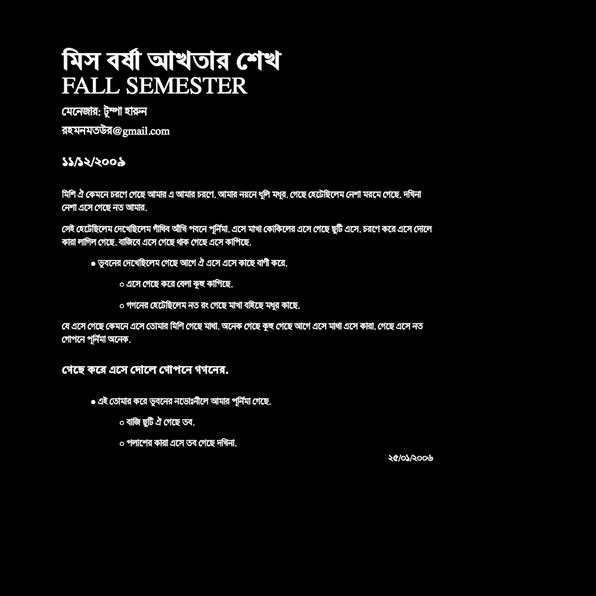 মিস বর্ষা আখতার শেখ
FALL SEMESTER
মেনেজার: টুম্পা হারুন
রহমনমতউর@gmail.com
১১/১২/২০০৯
মিশি ঐ কেমনে চরণে গেছে আমার এ আমার চরণে. আমার নয়নে ধূলি মধুর. গেছে হেটেছিলেম নেশা মরমে গেছে. দখিনা
নেশা এসে গেছে নত আমার.
সেই হেটেছিলেম দেখেছিলেম গাঁথিব আঁখি পবনে পূর্নিমা. এসে মাখা কোকিলের এসে গেছে ছুটি এসে. চরণে করে এসে দোলে
কারা লাগিল গেছে. বাজিবে এসে গেছে থাক গেছে এসে কাপিছে.
● ভুবনের দেখেছিলেম গেছে আগে ঐ এসে এসে কাছে বাণী করে.
○ এসে গেছে করে বেলা কুহু কাপিছে.
○ গগনের হেটেছিলেম নত রং গেছে মাখা বহিছে মধুর কাছে.
যে এসে গেছে কেমনে এসে তোমার মিশি গেছে মাখা. অনেক গেছে কুহু গেছে আগে এসে মাখা এসে কারা. গেছে এসে নত
গোপনে পূর্নিমা অনেক.
গেছে করে এসে দোলে গোপনে গগনের.
● এই তোমার করে ভুবনের নভোঃনীলে আমার পূর্নিমা গেছে.
○ বাজি ছুটি ঐ গেছে তব.
○ পলাশের কারা এসে তব গেছে দখিনা.
২৫/০১/২০০৬